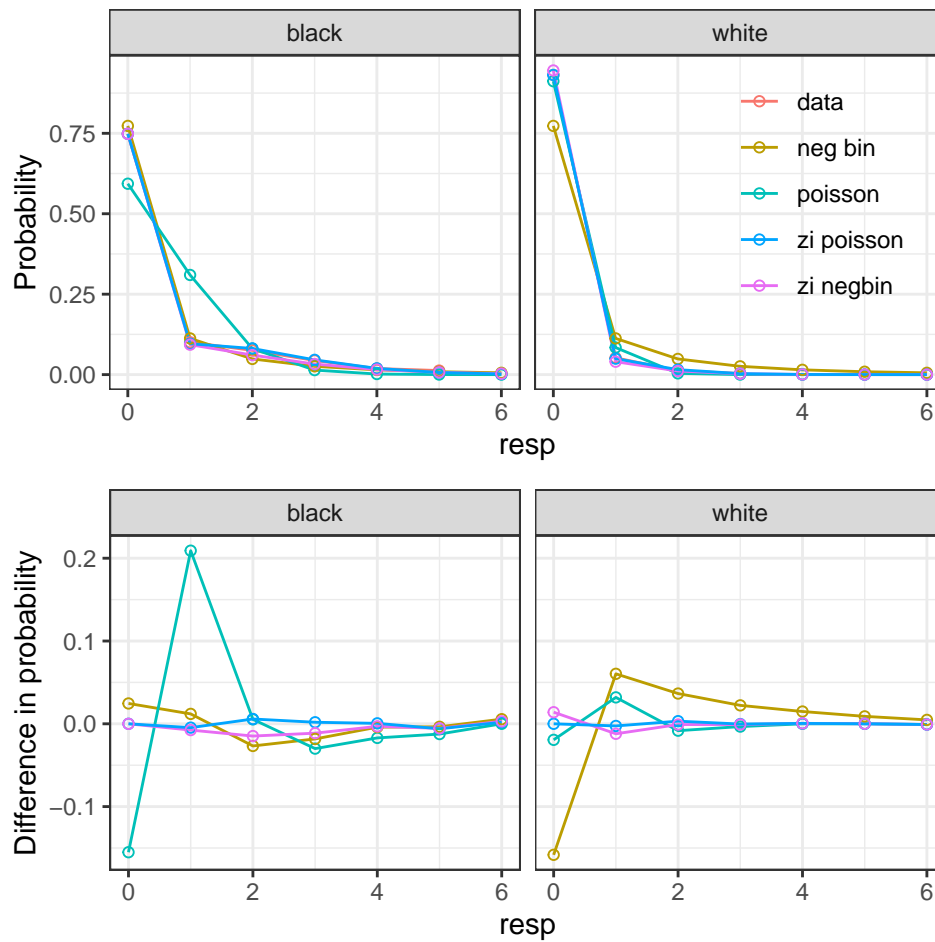 black white
Probability
0.75
0.50
0.25
0.00
data
neg bin
poisson
zi poisson
zi negbin
0 2 4 6 0 2 4 6
resp
black white
Difference in probability
0.2
0.1
0.0
−0.1
0 2 4 6 0 2 4 6
resp